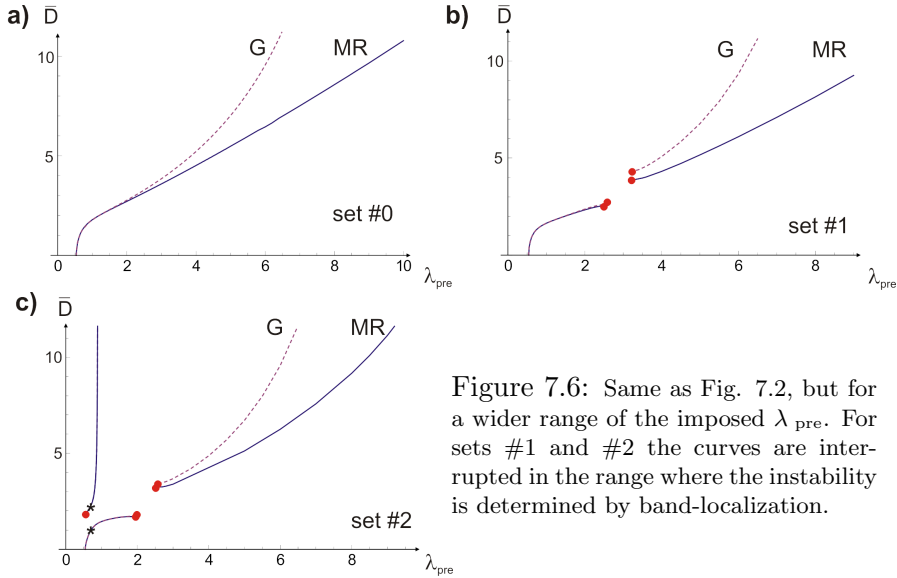 a) D̅
G
MR
10
5
set #0
0 2 4 6 8 10
λpre
b) D̅
G
MR
10
5
set #1
0 2 4 6 8
λpre
c) D̅
G
MR
10
5
set #2
0 2 4 6 8
λpre
Figure 7.6: Same as Fig. 7.2, but for
a wider range of the imposed λ pre. For
sets #1 and #2 the curves are inter-
rupted in the range where the instability
is determined by band-localization.